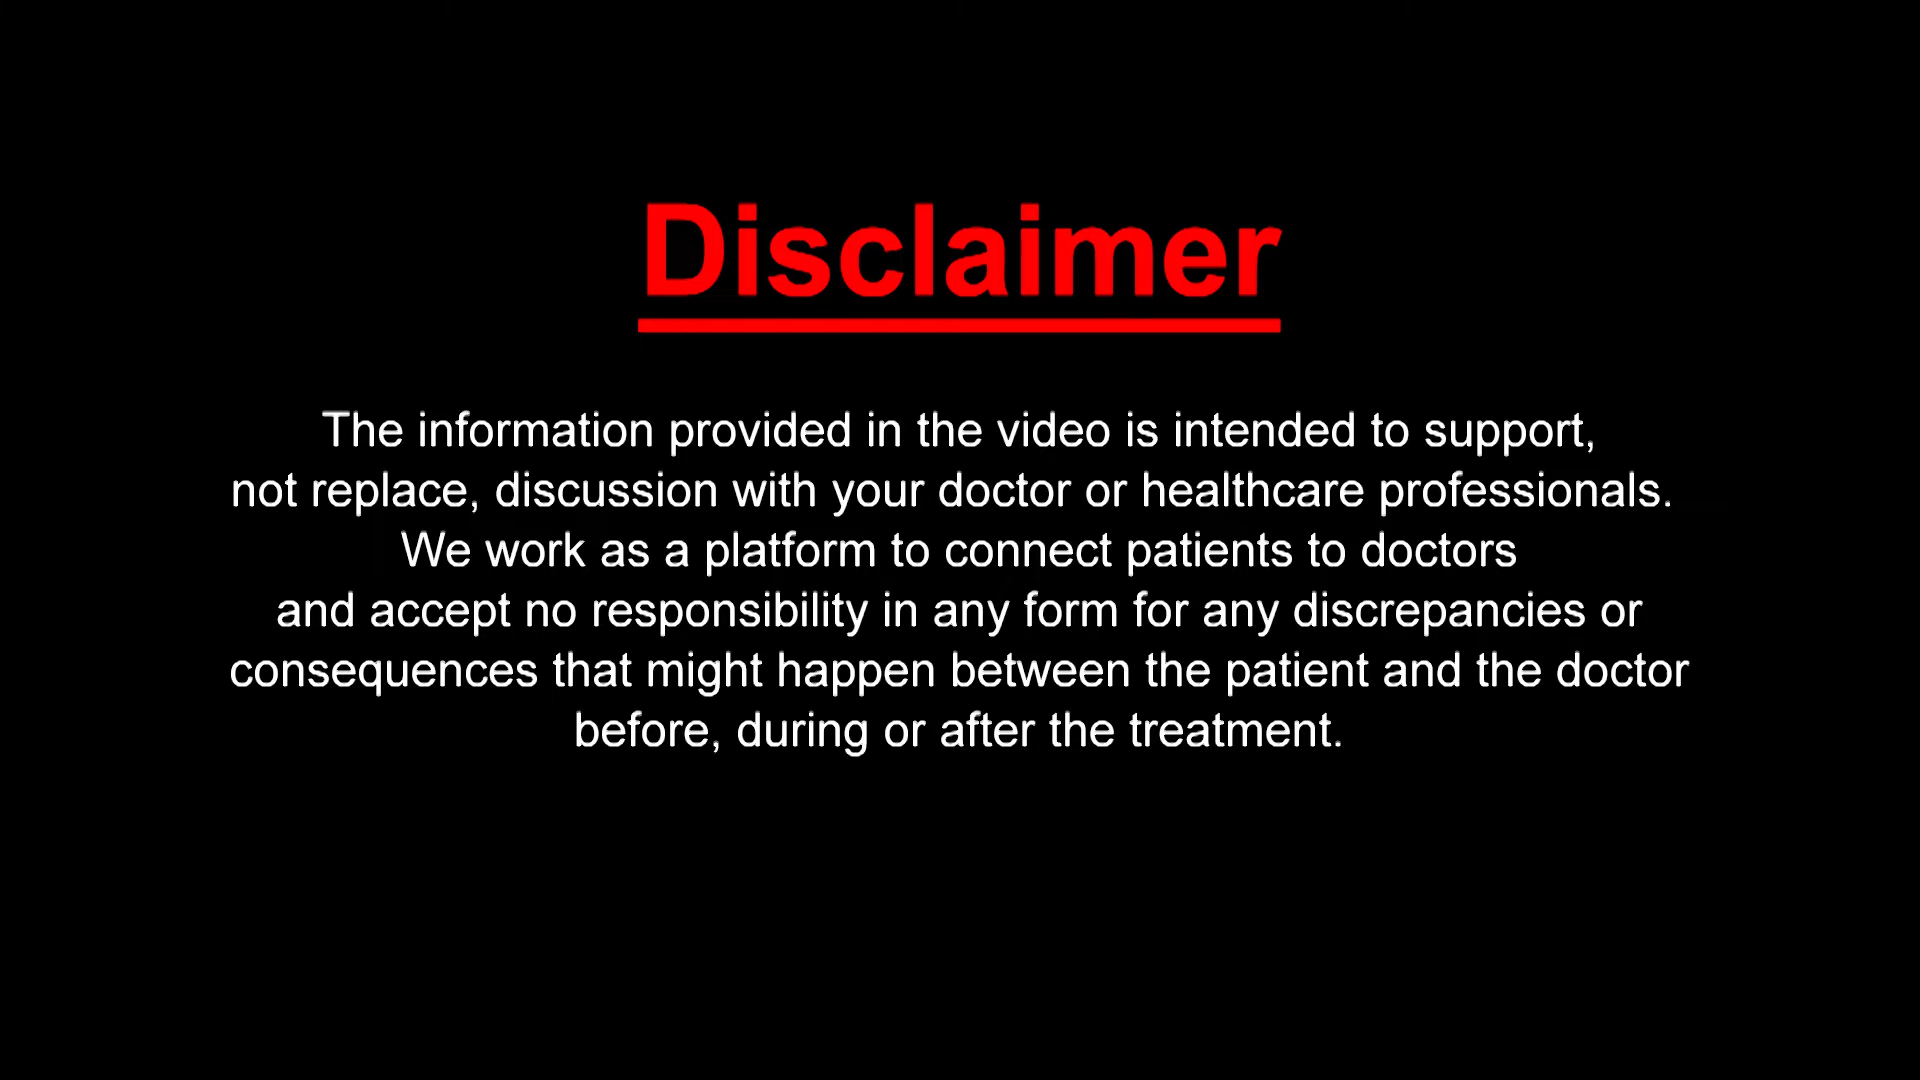 Disclaimer
The information provided in the video is intended to support,
not replace, discussion with your doctor or healthcare professionals.
We work as a platform to connect patients to doctors
and accept no responsibility in any form for any discrepancies or
consequences that might happen between the patient and the doctor
before, during or after the treatment.